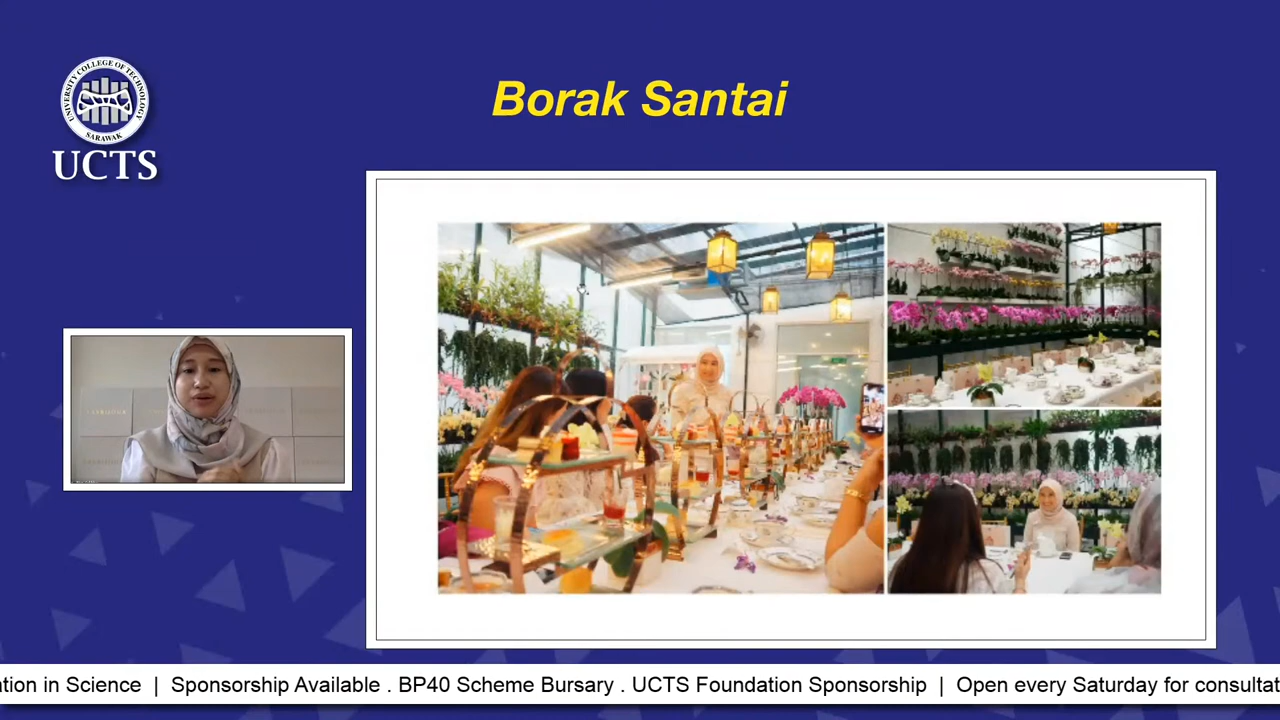 Borak Santai
UNIVERSITY COLLEGE OF TECHNOLOGY
SARAWAK
UCTS
tion in Science | Sponsorship Available . BP40 Scheme Bursary . UCTS Foundation Sponsorship | Open every Saturday for consultat